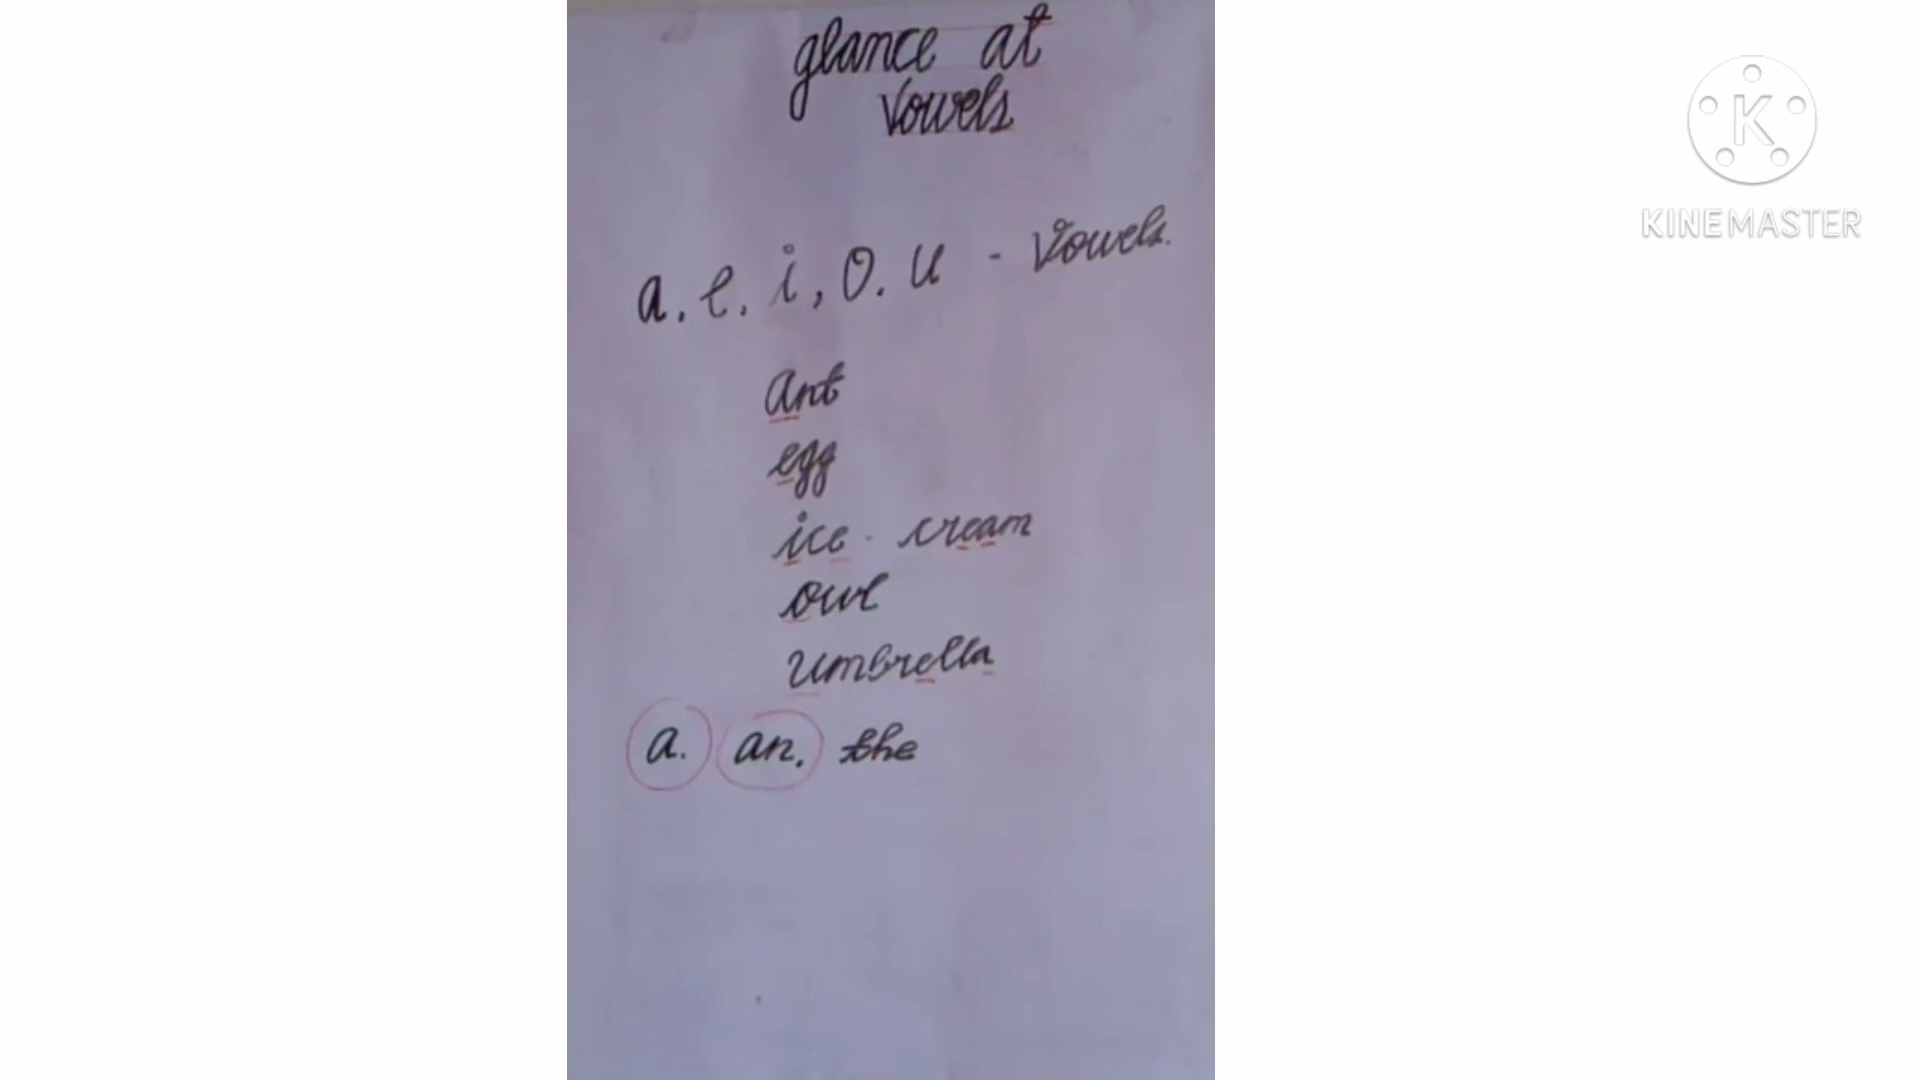 glance at
Vowels
a. e. i, O. u - Vowels.
ant
egg
ice - cream
owl
umbrella
a. an. the
K
KINEMASTER